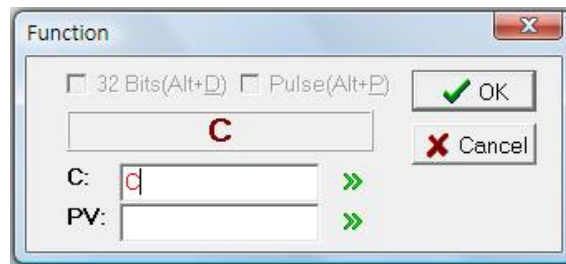 Function
32 Bits(Alt+D) Pulse(Alt+P)
OK
C
Cancel
C: C
PV: